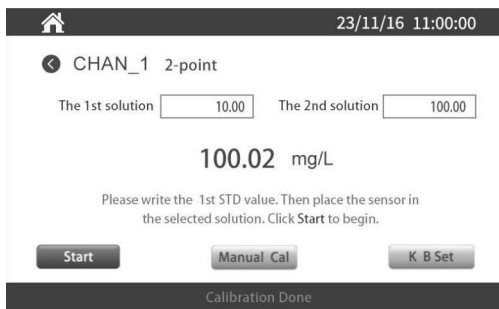 23/11/16 11:00:00
CHAN_1 2-point
The 1st solution 10.00 The 2nd solution 100.00
100.02 mg/L
Please write the 1st STD value. Then place the sensor in
the selected solution. Click Start to begin.
Start Manual Cal K B Set
Calibration Done